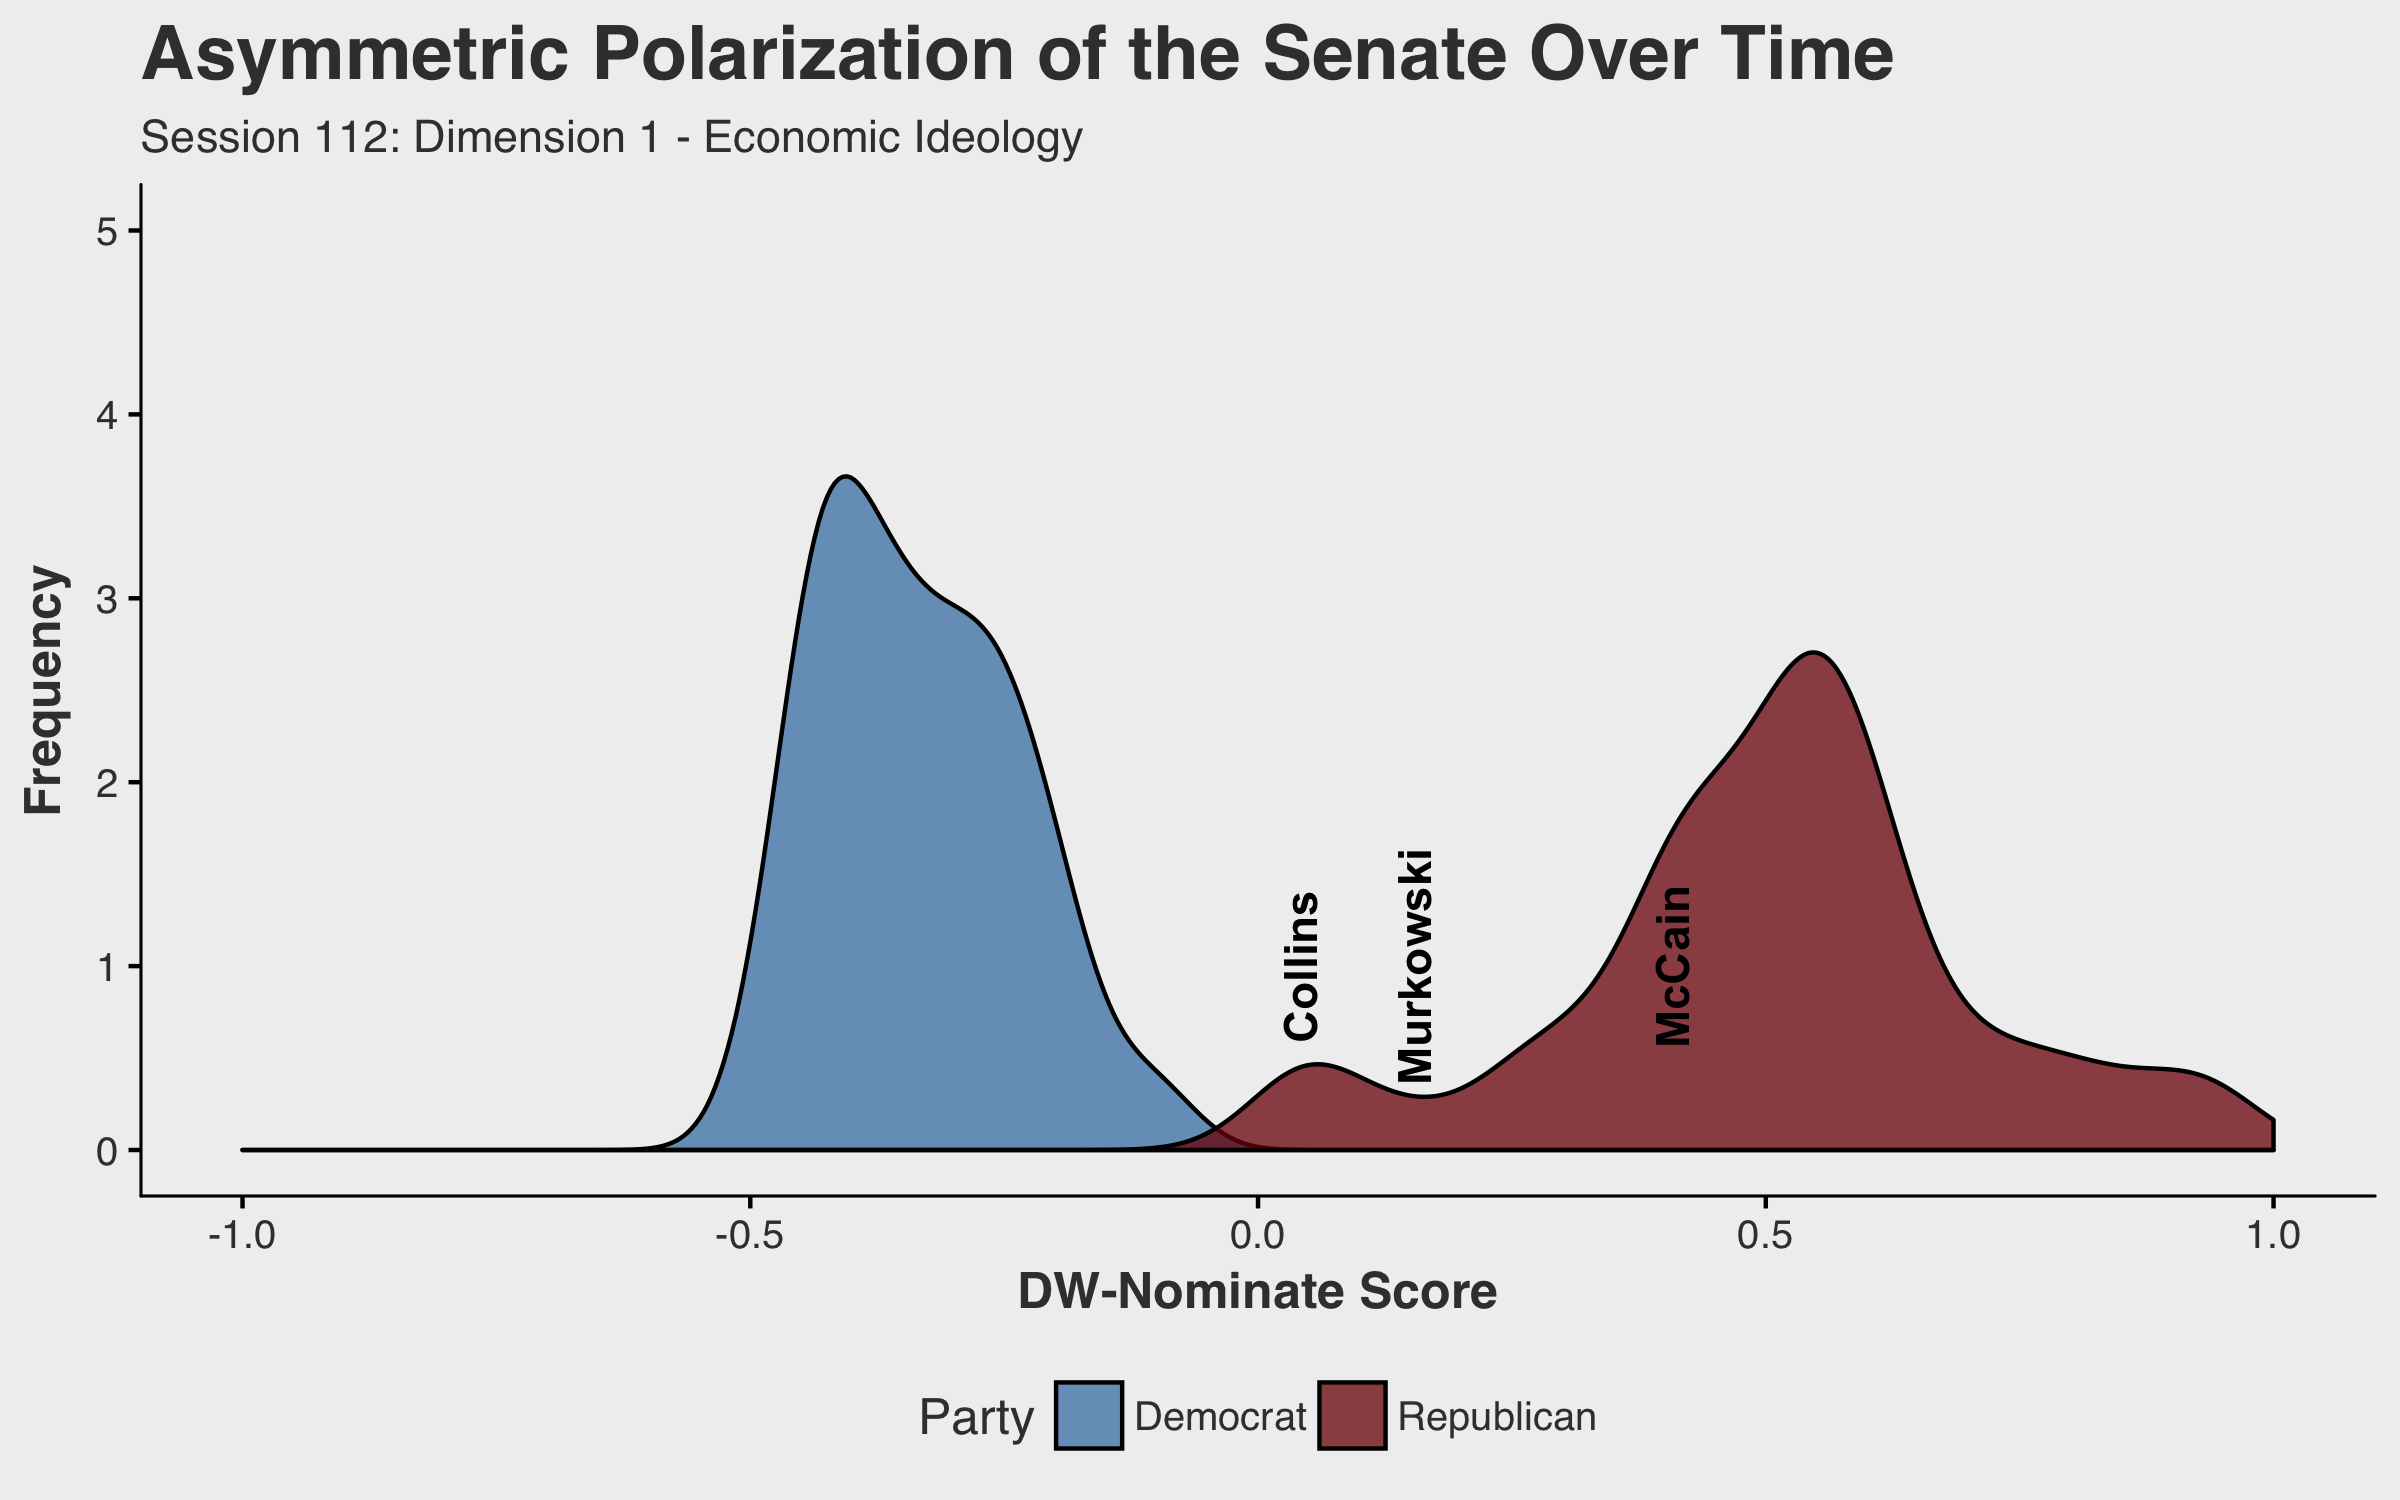 Asymmetric Polarization of the Senate Over Time
Session 112: Dimension 1 - Economic Ideology
Frequency
5
4
3
2
1
0
Collins
Murkowski
McCain
-1.0
-0.5
0.0
0.5
1.0
DW-Nominate Score
Party
Democrat
Republican